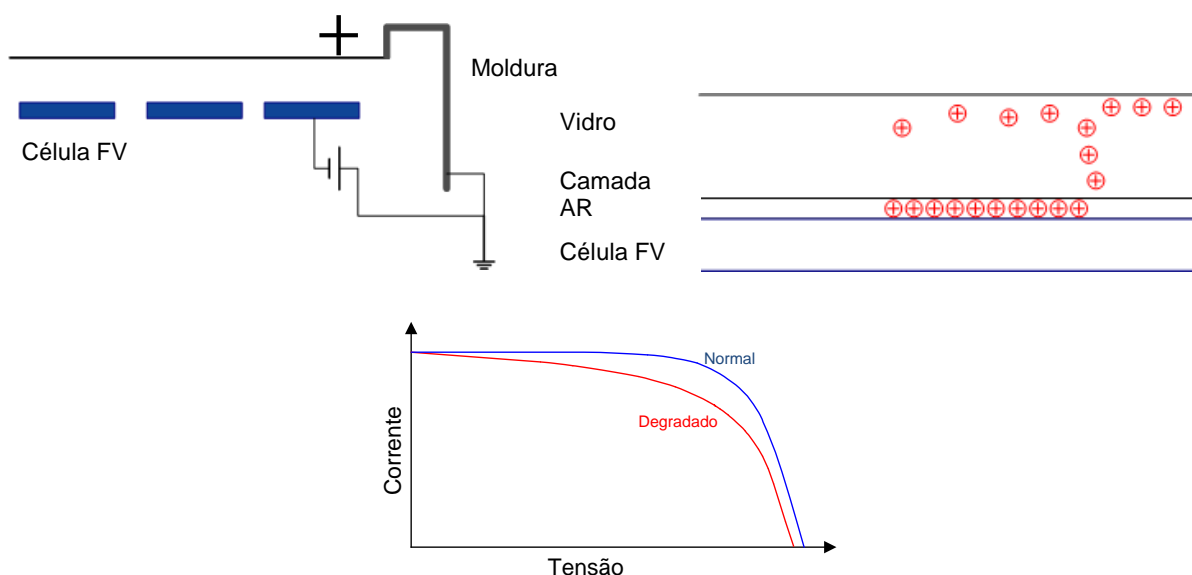 Moldura
Célula FV
Vidro
Camada
AR
Célula FV
Normal
Degradado
Corrente
Tensão